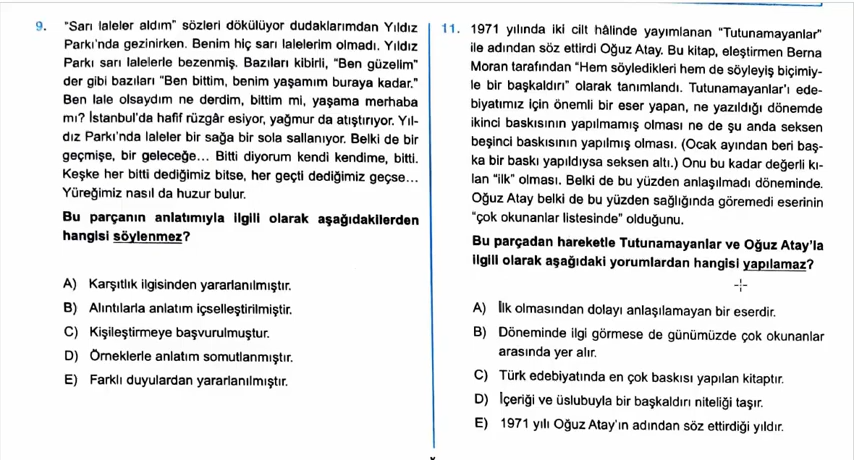 9. "Sarı laleler aldım" sözleri dökülüyor dudaklarımdan Yıldız
Parkı'nda gezinirken. Benim hiç sarı lalelerim olmadı. Yıldız
Parkı sarı lalelerle bezenmiş. Bazıları kibirli, "Ben güzelim"
der gibi bazıları "Ben bittim, benim yaşamım buraya kadar."
Ben lale olsaydım ne derdim, bittim mi, yaşama merhaba
mı? İstanbul'da hafif rüzgâr esiyor, yağmur da atıştırıyor. Yıl-
dız Parkı'nda laleler bir sağa bir sola sallanıyor. Belki de bir
geçmişe, bir geleceğe... Bitti diyorum kendi kendime, bitti.
Keşke her bitti dediğimiz bitse, her geçti dediğimiz geçse...
Yüreğimiz nasıl da huzur bulur.
Bu parçanın anlatımıyla ilgili olarak aşağıdakilerden
hangisi söylenmez?
A) Karşıtlık ilgisinden yararlanılmıştır.
B) Alıntılarla anlatım içselleştirilmiştir.
C) Kişileştirmeye başvurulmuştur.
D) Örneklerle anlatım somutlanmıştır.
E) Farklı duyulardan yararlanılmıştır.
11. 1971 yılında iki cilt hâlinde yayımlanan "Tutunamayanlar"
ile adından söz ettirdi Oğuz Atay. Bu kitap, eleştirmen Berna
Moran tarafından "Hem söyledikleri hem de söyleyiş biçimiy-
le bir başkaldırı" olarak tanımlandı. Tutunamayanlar'ı ede-
biyatımız için önemli bir eser yapan, ne yazıldığı dönemde
ikinci baskısının yapılmamış olması ne de şu anda seksen
beşinci baskısının yapılmış olması. (Ocak ayından beri baş-
ka bir baskı yapıldıysa seksen altı.) Onu bu kadar değerli kı-
lan "ilk" olması. Belki de bu yüzden anlaşılmadı döneminde.
Oğuz Atay belki de bu yüzden sağlığında göremedi eserinin
"çok okunanlar listesinde" olduğunu.
Bu parçadan hareketle Tutunamayanlar ve Oğuz Atay'la
ilgili olarak aşağıdaki yorumlardan hangisi yapılamaz?
A) İlk olmasından dolayı anlaşılamayan bir eserdir.
B) Döneminde ilgi görmese de günümüzde çok okunanlar
arasında yer alır.
C) Türk edebiyatında en çok baskısı yapılan kitaptır.
D) İçeriği ve üslubuyla bir başkaldırı niteliği taşır.
E) 1971 yılı Oğuz Atay'ın adından söz ettirdiği yıldır.